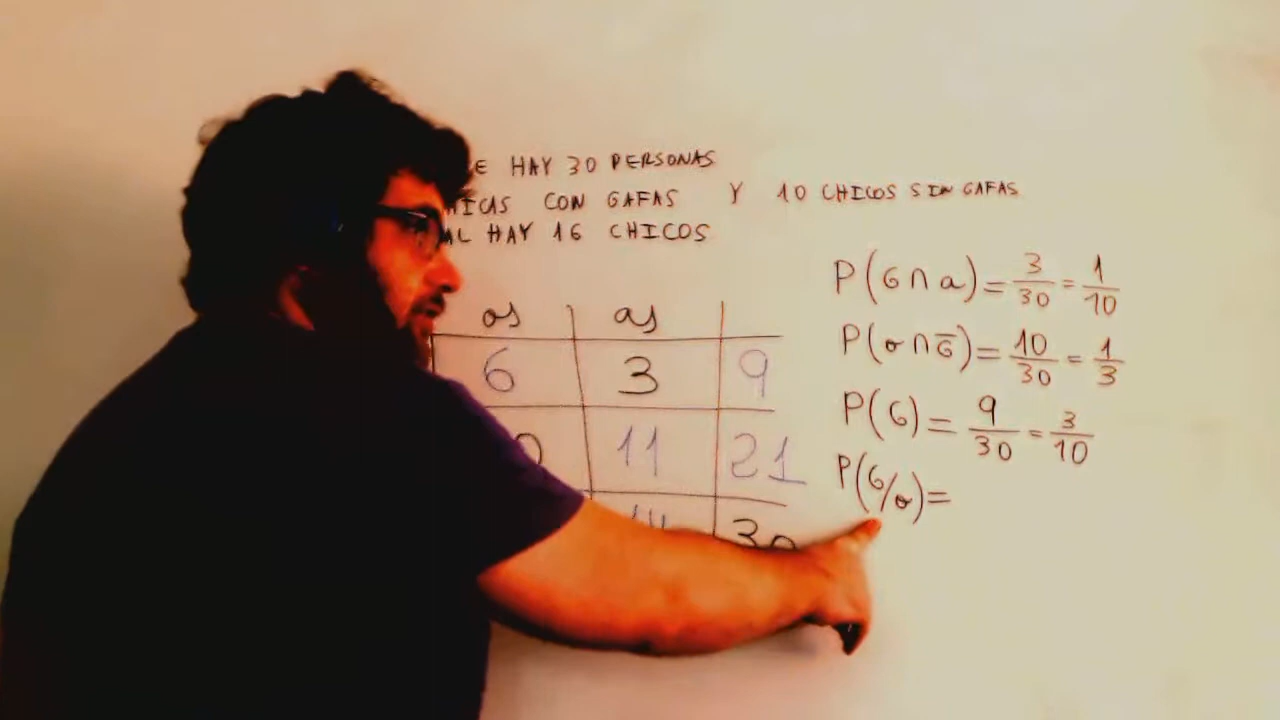 HAY 30 PERSONAS
CON GAFAS Y 10 CHICOS SIN GAFAS
HAY 16 CHICOS
os as
6 3 9
11 21
30
P(G∩a)=3/30=1/10
P(o∩G̅)=10/30=1/3
P(G)=9/30=3/10
P(G/o)=